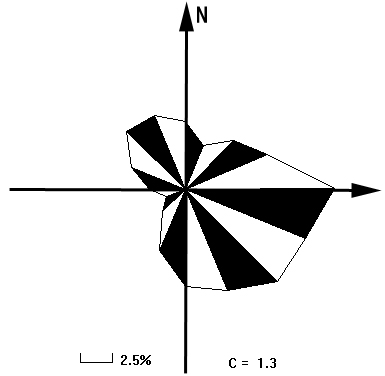 N
2.5%
C = 1.3